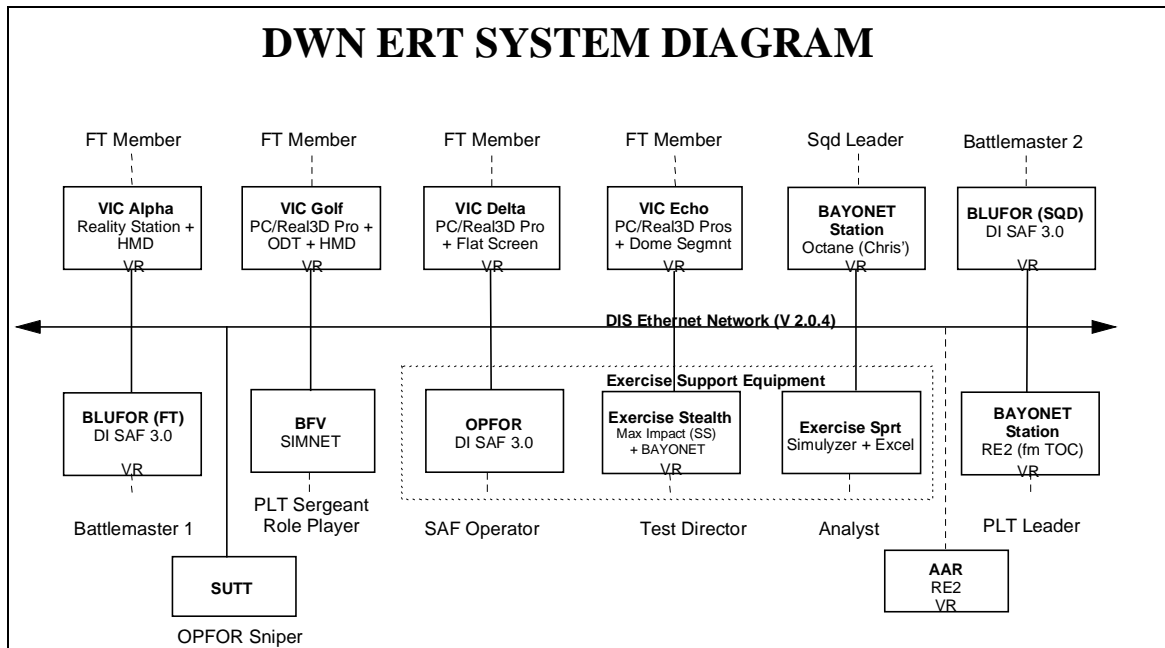 DWN ERT SYSTEM DIAGRAM
FT Member
FT Member
FT Member
FT Member
Sqd Leader
Battlemaster 2
VIC Alpha
Reality Station +
HMD
VR
VIC Golf
PC/Real3D Pro +
ODT + HMD
VR
VIC Delta
PC/Real3D Pro
+ Flat Screen
VR
VIC Echo
PC/Real3D Pros
+ Dome Segmnt
VR
BAYONET
Station
Octane (Chris')
VR
BLUFOR (SQD)
DI SAF 3.0
VR
DIS Ethernet Network (V 2.0.4)
Exercise Support Equipment
BLUFOR (FT)
DI SAF 3.0
VR
BFV
SIMNET
OPFOR
DI SAF 3.0
Exercise Stealth
Max Impact (SS)
+ BAYONET
VR
Exercise Sprt
Simulyzer + Excel
BAYONET
Station
RE2 (fm TOC)
VR
Battlemaster 1
PLT Sergeant
Role Player
SAF Operator
Test Director
Analyst
PLT Leader
SUTT
OPFOR Sniper
AAR
RE2
VR